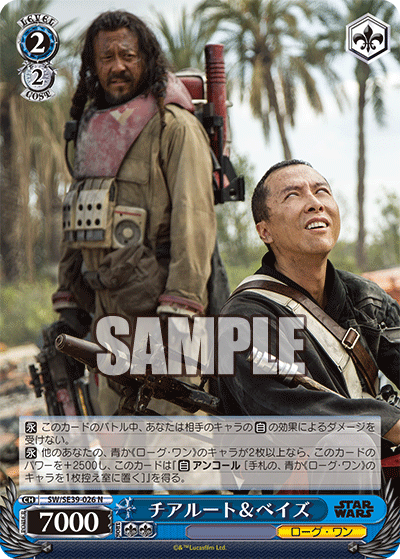 LEVEL
2
2
COST
SAMPLE
永 このカードのバトル中、あなたは相手のキャラの自の効果によるダメージを
受けない。
永 他のあなたの、青か《ローグ・ワン》のキャラが2枚以上なら、このカードの
パワーを+2500し、このカードは「自 アンコール [手札の、青か《ローグ・ワン》の
キャラを1枚控え室に置く]」を得る。
CH SW/SE39-026 N
チアルート&ベイズ
STAR WARS
7000
ローグ・ワン
©&™Lucasfilm Ltd.